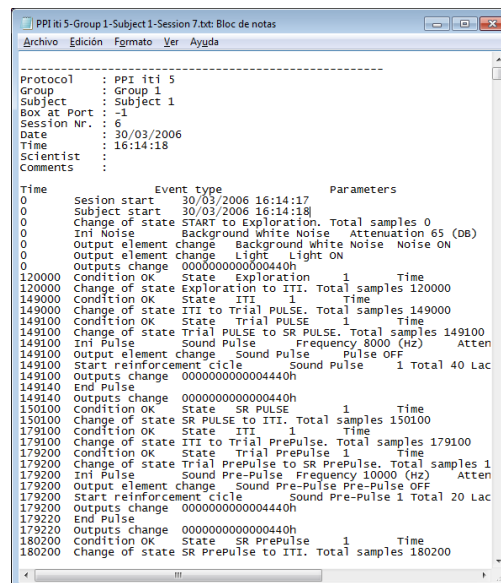 PPI iti 5-Group 1-Subject 1-Session 7.txt: Bloc de notas
Archivo Edición Formato Ver Ayuda
-----------------------------------------------------
Protocol : PPI iti 5
Group : Group 1
Subject : Subject 1
Box at Port : -1
Session Nr. : 6
Date : 30/03/2006
Time : 16:14:18
Scientist :
Comments :
Time Event type Parameters
0 Sesion start 30/03/2006 16:14:17
0 Subject start 30/03/2006 16:14:18
0 Change of state START to Exploration. Total samples 0
0 Ini Noise Background White Noise Attenuation 65 (DB)
0 Output element change Background White Noise Noise ON
0 Output element change Light Light ON
0 Outputs change 0000000000000440h
120000 Condition OK State Exploration 1 Time
120000 Change of state Exploration to ITI. Total samples 120000
149000 Condition OK State ITI 1 Time
149000 Change of state ITI to Trial PULSE. Total samples 149000
149100 Condition OK State Trial PULSE 1 Time
149100 Change of state Trial PULSE to SR PULSE. Total samples 149100
149100 Ini Pulse Sound Pulse Frequency 8000 (Hz) Atten
149100 Output element change Sound Pulse Pulse OFF
149100 Start reinforcement cicle Sound Pulse 1 Total 40 Lac
149100 Outputs change 0000000000004440h
149140 End Pulse
149140 Outputs change 0000000000000440h
150100 Condition OK State SR PULSE 1 Time
150100 Change of state SR PULSE to ITI. Total samples 150100
179100 Condition OK State ITI 1 Time
179100 Change of state ITI to Trial PrePulse. Total samples 179100
179200 Condition OK State Trial PrePulse 1 Time
179200 Change of state Trial PrePulse to SR PrePulse. Total samples 1
179200 Ini Pulse Sound Pre-Pulse Frequency 10000 (Hz) Atten
179200 Output element change Sound Pre-Pulse Pre-Pulse OFF
179200 Start reinforcement cicle Sound Pre-Pulse 1 Total 20 Lac
179200 Outputs change 0000000000004440h
179220 End Pulse
179220 Outputs change 0000000000000440h
180200 Condition OK State SR PrePulse 1 Time
180200 Change of state SR PrePulse to ITI. Total samples 180200